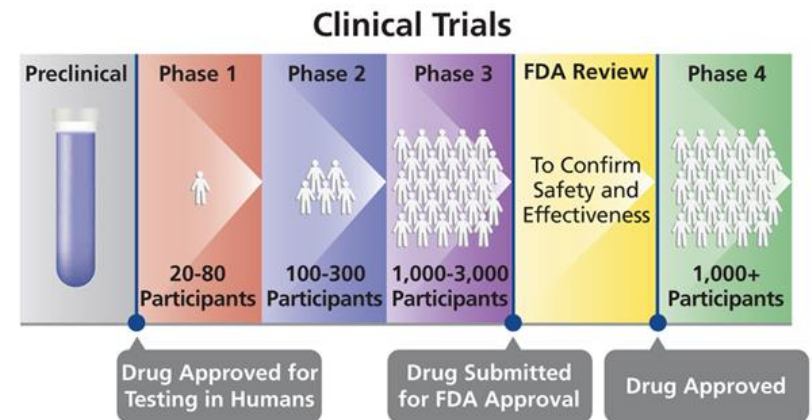 Clinical Trials
Preclinical
Phase 1
Phase 2
Phase 3
FDA Review
Phase 4
To Confirm
Safety and
Effectiveness
20-80
Participants
100-300
Participants
1,000-3,000
Participants
1,000+
Participants
Drug Approved for
Testing in Humans
Drug Submitted
for FDA Approval
Drug Approved